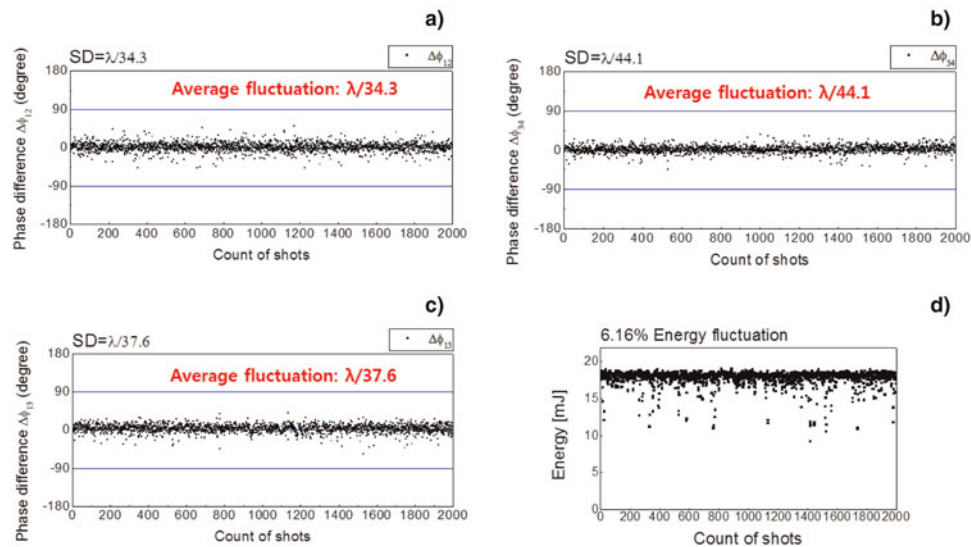 a)
SD=λ/34.3
Δϕ12
Average fluctuation: λ/34.3
Phase difference Δϕ12 (degree)
180
90
0
-90
-180
0 200 400 600 800 1000 1200 1400 1600 1800 2000
Count of shots
b)
SD=λ/44.1
Δϕ34
Average fluctuation: λ/44.1
Phase difference Δϕ34 (degree)
180
90
0
-90
-180
0 200 400 600 800 1000 1200 1400 1600 1800 2000
Count of shots
c)
SD=λ/37.6
Δϕ13
Average fluctuation: λ/37.6
Phase difference Δϕ13 (degree)
180
90
0
-90
-180
0 200 400 600 800 1000 1200 1400 1600 1800 2000
Count of shots
d)
6.16% Energy fluctuation
Energy [mJ]
20
15
10
5
0
0 200 400 600 800 1000 1200 1400 1600 1800 2000
Count of shots